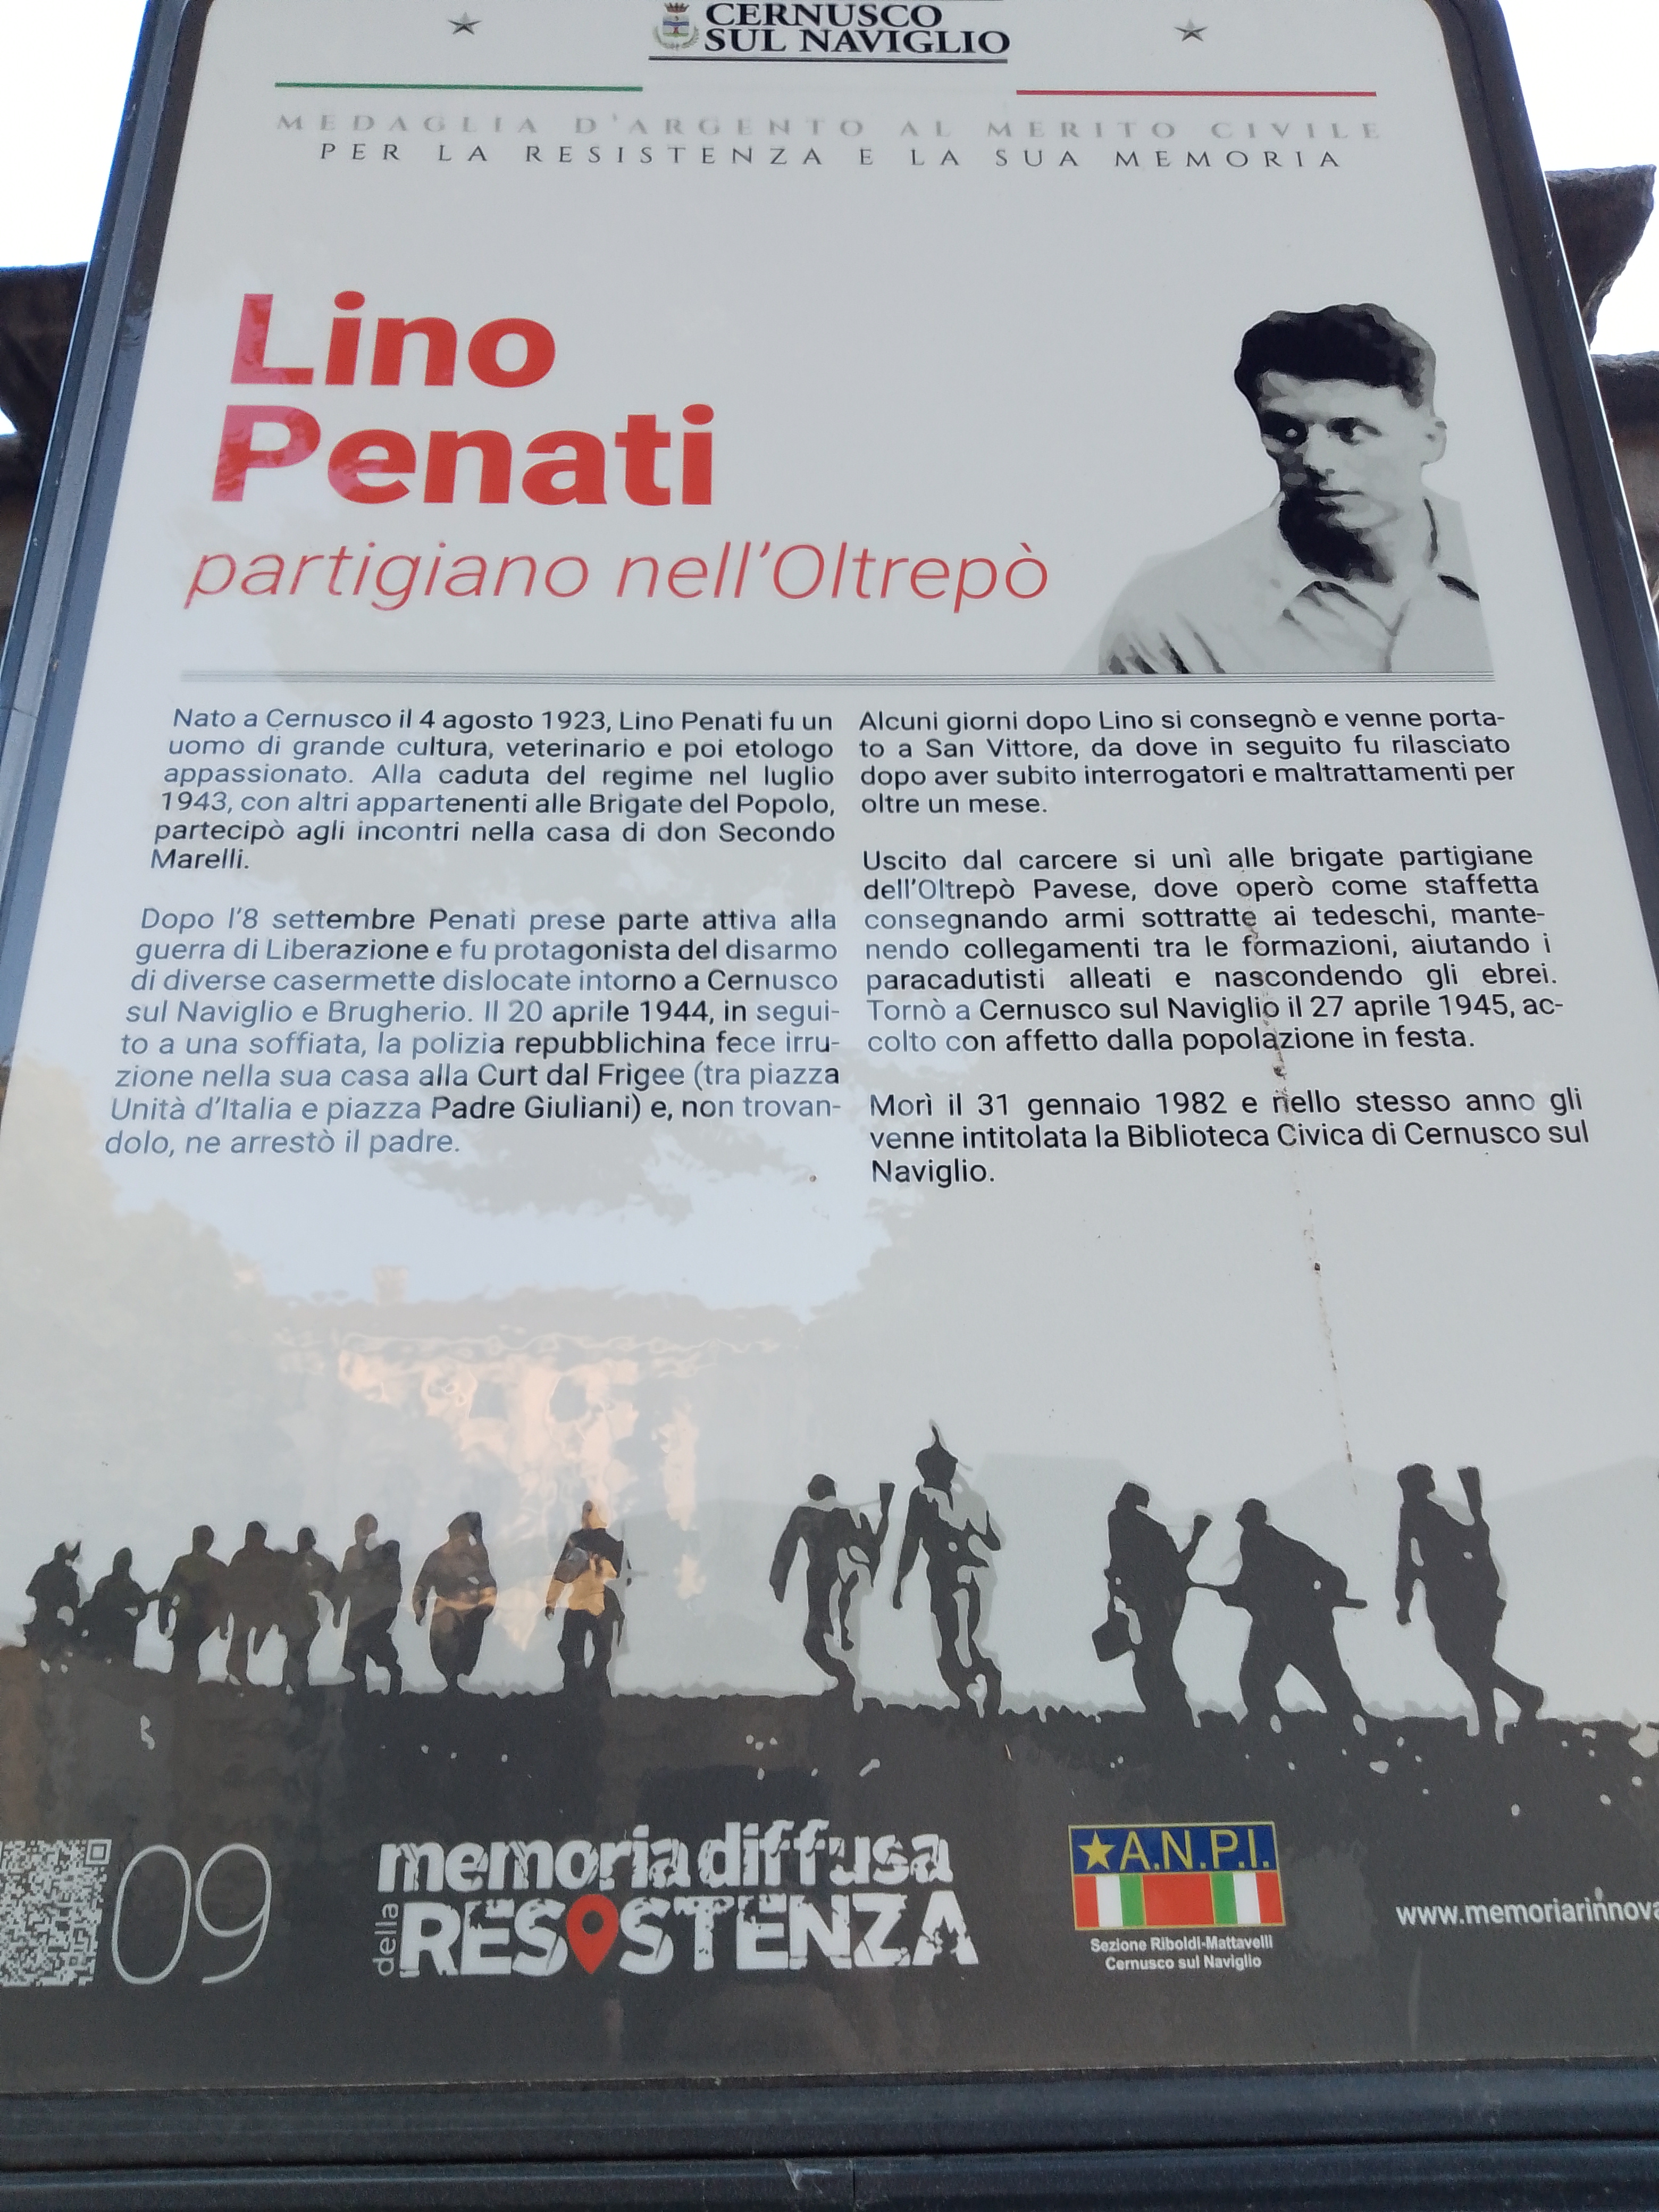 CERNUSCO
SUL NAVIGLIO
MEDAGLIA D'ARGENTO AL MERITO CIVILE
PER LA RESISTENZA E LA SUA MEMORIA
Lino
Penati
partigiano nell'Oltrepò
Nato a Cernusco il 4 agosto 1923, Lino Penati fu un
uomo di grande cultura, veterinario e poi etologo
appassionato. Alla caduta del regime nel luglio
1943, con altri appartenenti alle Brigate del Popolo,
partecipò agli incontri nella casa di don Secondo
Marelli.
Dopo l'8 settembre Penati prese parte attiva alla
guerra di Liberazione e fu protagonista del disarmo
di diverse casermette dislocate intorno a Cernusco
sul Naviglio e Brugherio. Il 20 aprile 1944, in segui-
to a una soffiata, la polizia repubblichina fece irru-
zione nella sua casa alla Curt dal Frigee (tra piazza
Unità d'Italia e piazza Padre Giuliani) e, non trovan-
dolo, ne arrestò il padre.
Alcuni giorni dopo Lino si consegnò e venne porta-
to a San Vittore, da dove in seguito fu rilasciato
dopo aver subito interrogatori e maltrattamenti per
oltre un mese.
Uscito dal carcere si unì alle brigate partigiane
dell'Oltrepò Pavese, dove operò come staffetta
consegnando armi sottratte ai tedeschi, mante-
nendo collegamenti tra le formazioni, aiutando i
paracadutisti alleati e nascondendo gli ebrei.
Tornò a Cernusco sul Naviglio il 27 aprile 1945, ac-
colto con affetto dalla popolazione in festa.
Morì il 31 gennaio 1982 e nello stesso anno gli
venne intitolata la Biblioteca Civica di Cernusco sul
Naviglio.
09
memoriadiffusa
della RESISTENZA
A.N.P.I.
Sezione Riboldi-Mattavelli
Cernusco sul Naviglio
www.memoriarinnova